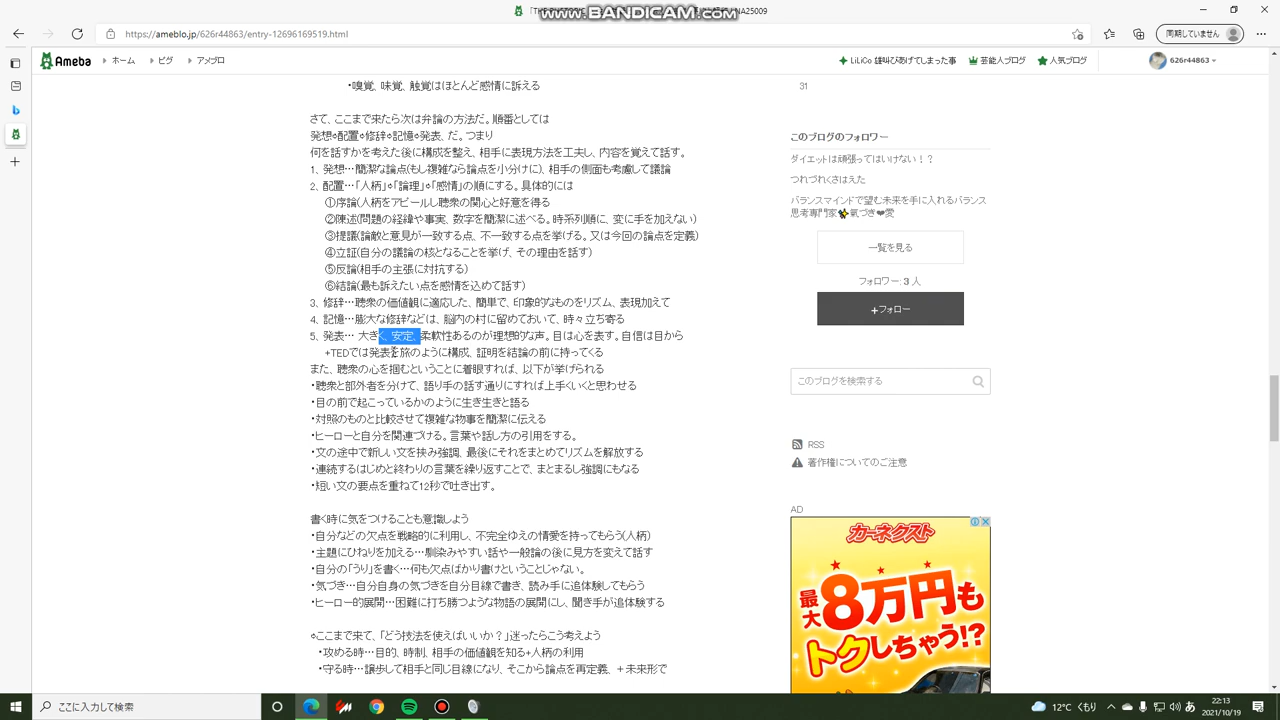 www.BANDICAM.com
https://ameblo.jp/626r44863/entry-12696169519.html
同期していません
Ameba ホーム ピグ アメブロ
LiLiCo 雄叫びあげてしまった事 芸能人ブログ 人気ブログ 626r44863
・嗅覚、味覚、触覚はほとんど感情に訴える
31
さて、ここまで来たら次は弁論の方法だ。順番としては
発想⇨配置⇨修辞⇨記憶⇨発表、だ。つまり
何を話すかを考えた後に構成を整え、相手に表現方法を工夫し、内容を覚えて話す。
1、発想…簡潔な論点(もし複雑なら論点を小分けに)、相手の側面も考慮して議論
2、配置…「人柄」⇨「論理」⇨「感情」の順にする。具体的には
①序論(人柄をアピールし聴衆の関心と好意を得る
②陳述(問題の経緯や事実、数字を簡潔に述べる。時系列順に、変に手を加えない)
③提議(論敵と意見が一致する点、不一致する点を挙げる。又は今回の論点を定義)
④立証(自分の議論の核となることを挙げ、その理由を話す)
⑤反論(相手の主張に対抗する)
⑥結論(最も訴えたい点を感情を込めて話す)
3、修辞…聴衆の価値観に適応した、簡単で、印象的なものをリズム、表現加えて
4、記憶…膨大な修辞などは、脳内の村に留めておいて、時々立ち寄る
5、発表… 大きく、安定、柔軟性あるのが理想的な声。目は心を表す。自信は目から
+TEDでは発表を旅のように構成、証明を結論の前に持ってくる
また、聴衆の心を掴むということに着眼すれば、以下が挙げられる
・聴衆と部外者を分けて、語り手の話す通りにすれば上手くいくと思わせる
・目の前で起こっているかのように生き生きと語る
・対照のものと比較させて複雑な物事を簡潔に伝える
・ヒーローと自分を関連づける。言葉や話し方の引用をする。
・文の途中で新しい文を挟み強調、最後にそれをまとめてリズムを解放する
・連続するはじめと終わりの言葉を繰り返すことで、まとまるし強調にもなる
・短い文の要点を重ねて12秒で吐き出す。
書く時に気をつけることも意識しよう
・自分などの欠点を戦略的に利用し、不完全ゆえの情愛を持ってもらう(人柄)
・主題にひねりを加える…馴染みやすい話や一般論の後に見方を変えて話す
・自分の「うり」を書く…何も欠点ばかり書けということじゃない。
・気づき…自分自身の気づきを自分目線で書き、読み手に追体験してもらう
・ヒーロー的展開…困難に打ち勝つような物語の展開にし、聞き手が追体験する
⇨ここまで来て、「どう技法を使えばいいか？」迷ったらこう考えよう
・攻める時…目的、時制、相手の価値観を知る+人柄の利用
・守る時…譲歩して相手と同じ目線になり、そこから論点を再定義、＋未来形で
このブログのフォロワー
ダイエットは頑張ってはいけない！？
つれづれくさはえた
バランスマインドで望む未来を手に入れるバランス
思考専門家 氣づき❤愛
一覧を見る
フォロワー: 3 人
+フォロー
このブログを検索する
RSS
著作権についてのご注意
AD
カーネクスト
最大8万円も
トクしちゃう!?
ここに入力して検索
12°C くもり
22:13
2021/10/19